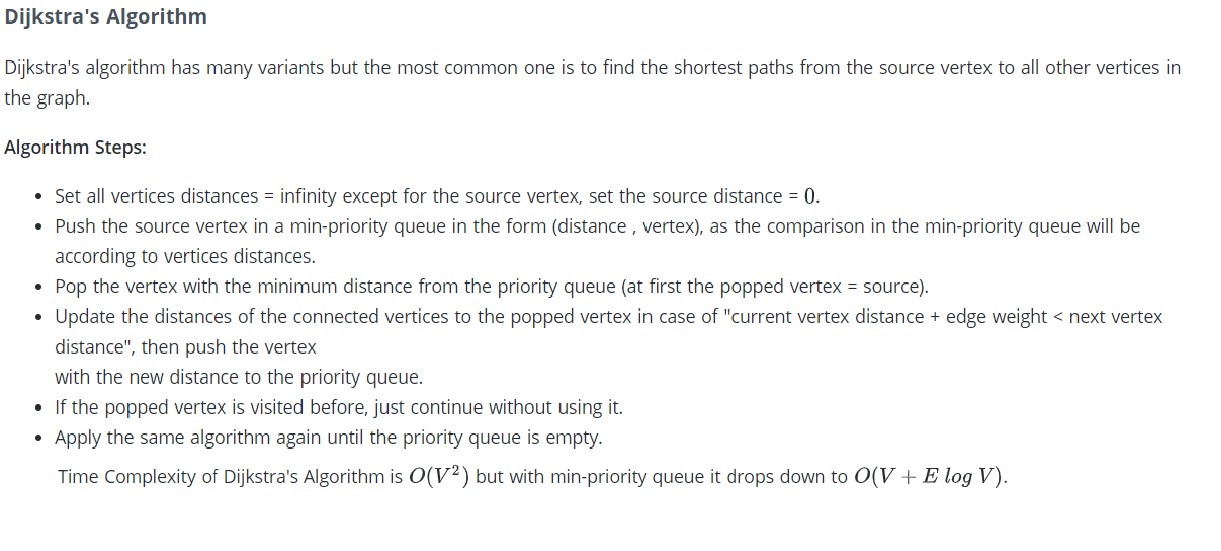 Dijkstra's Algorithm
Dijkstra's algorithm has many variants but the most common one is to find the shortest paths from the source vertex to all other vertices in
the graph.
Algorithm Steps:
• Set all vertices distances = infinity except for the source vertex, set the source distance = 0.
• Push the source vertex in a min-priority queue in the form (distance , vertex), as the comparison in the min-priority queue will be
according to vertices distances.
• Pop the vertex with the minimum distance from the priority queue (at first the popped vertex = source).
• Update the distances of the connected vertices to the popped vertex in case of "current vertex distance + edge weight < next vertex
distance", then push the vertex
with the new distance to the priority queue.
• If the popped vertex is visited before, just continue without using it.
• Apply the same algorithm again until the priority queue is empty.
Time Complexity of Dijkstra's Algorithm is O(V²) but with min-priority queue it drops down to O(V + E log V).